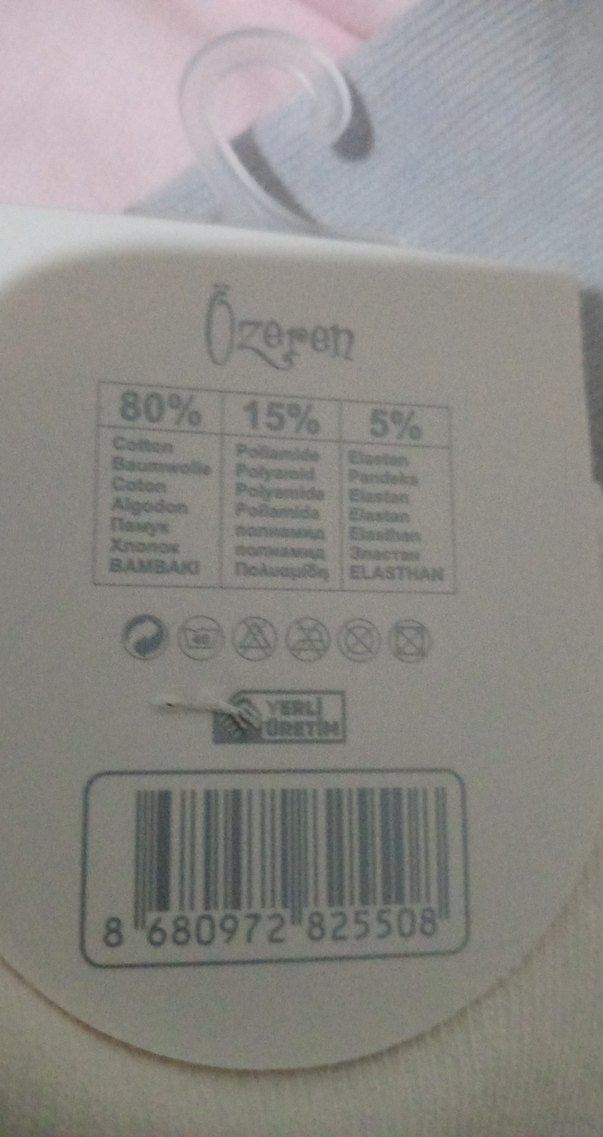 Özeren
80% 15% 5%
Cotton Poliamide Elastan
Baumwolle Polyamid Pandeks
Coton Polyamide Elastan
Algodon Poliamida Elastan
Памук полиамид Elasthan
Хлопок полиамид Эластан
BAMBAKI Πολυαμίδη ELASTHAN
40
YERLİ
ÜRETİM
8 680972 825508